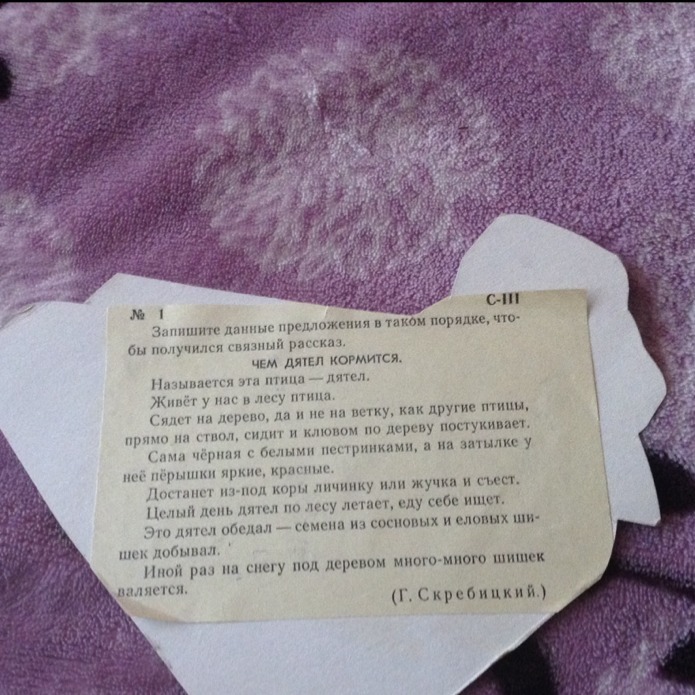 № 1 С-III
Запишите данные предложения в таком порядке, что-
бы получился связный рассказ.
ЧЕМ ДЯТЕЛ КОРМИТСЯ.
Называется эта птица — дятел.
Живёт у нас в лесу птица.
Сядет на дерево, да и не на ветку, как другие птицы,
прямо на ствол, сидит и клювом по дереву постукивает.
Сама чёрная с белыми пестринками, а на затылке у
неё пёрышки яркие, красные.
Достанет из-под коры личинку или жучка и съест.
Целый день дятел по лесу летает, еду себе ищет.
Это дятел обедал — семена из сосновых и еловых ши-
шек добывал.
Иной раз на снегу под деревом много-много шишек
валяется.
(Г. Скребицкий.)